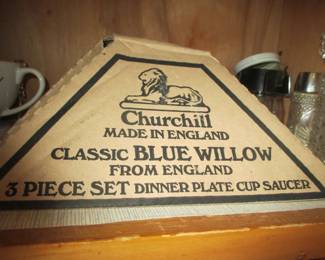 Churchill
MADE IN ENGLAND
CLASSIC BLUE WILLOW
FROM ENGLAND
3 PIECE SET DINNER PLATE CUP SAUCER